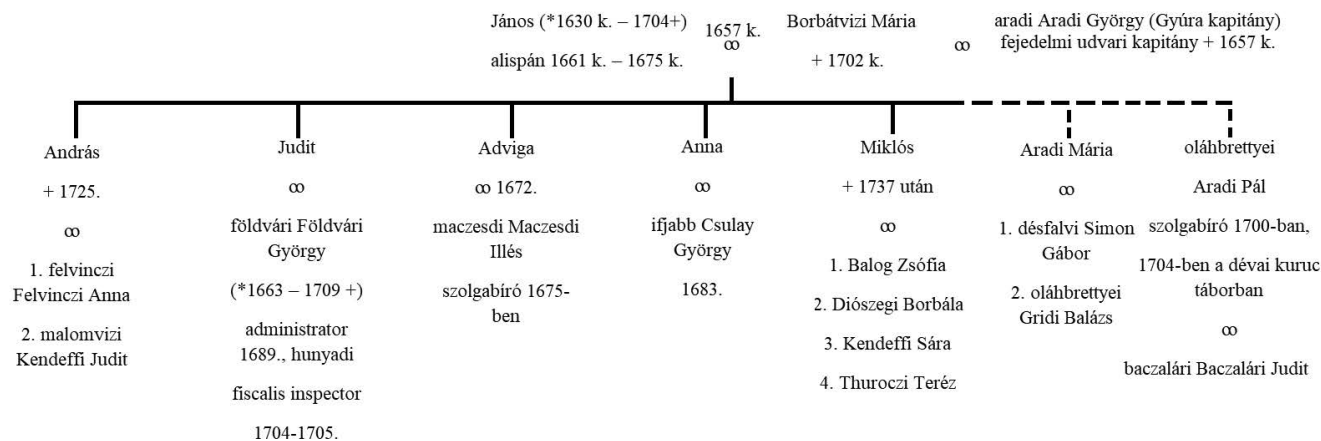 János (*1630 k. – 1704+)
alispán 1661 k. – 1675 k.
1657 k.
∞
Borbátvizi Mária
+ 1702 k.
∞
aradi Aradi György (Gyúra kapitány)
fejedelmi udvari kapitány + 1657 k.
András
+ 1725.
∞
1. felvinczi
Felvinczi Anna
2. malomvizi
Kendeffi Judit
Judit
∞
földvári Földvári
György
(*1663 – 1709 +)
administrator
1689., hunyadi
fiscalis inspector
1704-1705.
Adviga
∞ 1672.
maczesdi Maczesdi
Illés
szolgabíró 1675-
ben
Anna
∞
ifjabb Csulay
György
1683.
Miklós
+ 1737 után
∞
1. Balog Zsófia
2. Diószegi Borbála
3. Kendeffi Sára
4. Thuroczi Teréz
Aradi Mária
∞
1. désfalvi Simon
Gábor
2. oláhbrettyei
Gridi Balázs
oláhbrettyei
Aradi Pál
szolgabíró 1700-ban,
1704-ben a dévai kuruc
táborban
∞
baczalári Baczalári Judit